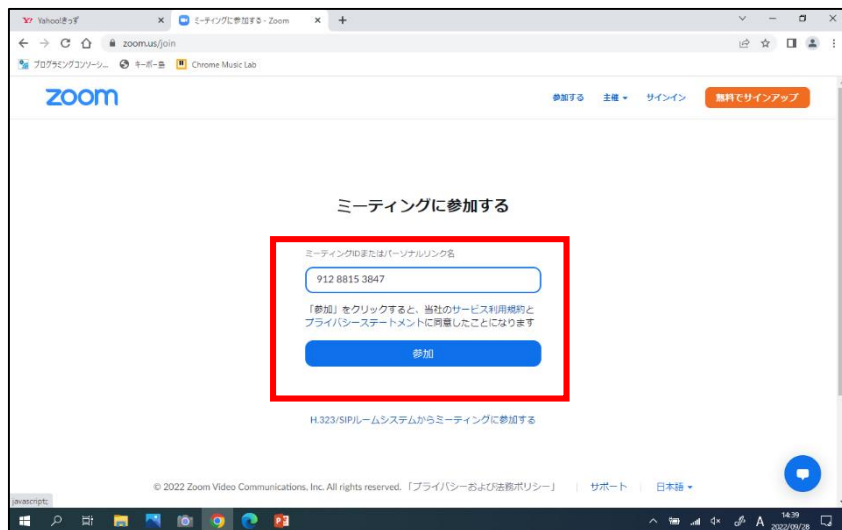 Yahoo!きっず
ミーティングに参加する - Zoom
zoom.us/join
プログラミングコンソーシ...
キーボー島
Chrome Music Lab
zoom
参加する 主催 サインイン 無料でサインアップ
ミーティングに参加する
ミーティングIDまたはパーソナルリンク名
912 8815 3847
「参加」をクリックすると、当社のサービス利用規約と
プライバシーステートメントに同意したことになります
参加
H.323/SIPルームシステムからミーティングに参加する
© 2022 Zoom Video Communications, Inc. All rights reserved. 「プライバシーおよび法務ポリシー」 サポート 日本語
javascript:;
A
14:39
2022/09/28